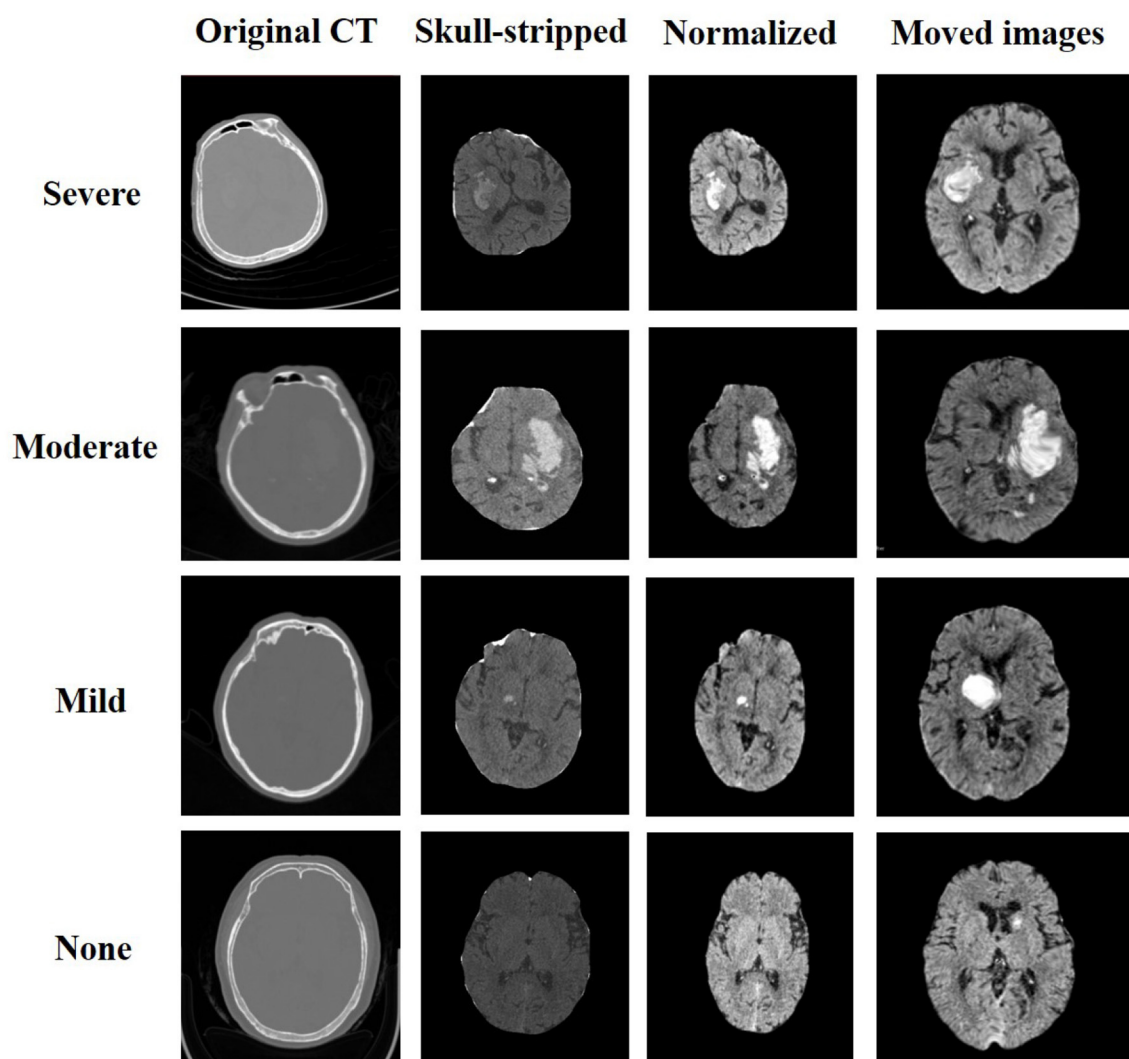 Original CT Skull-stripped Normalized Moved images
Severe
Moderate
Mild
None